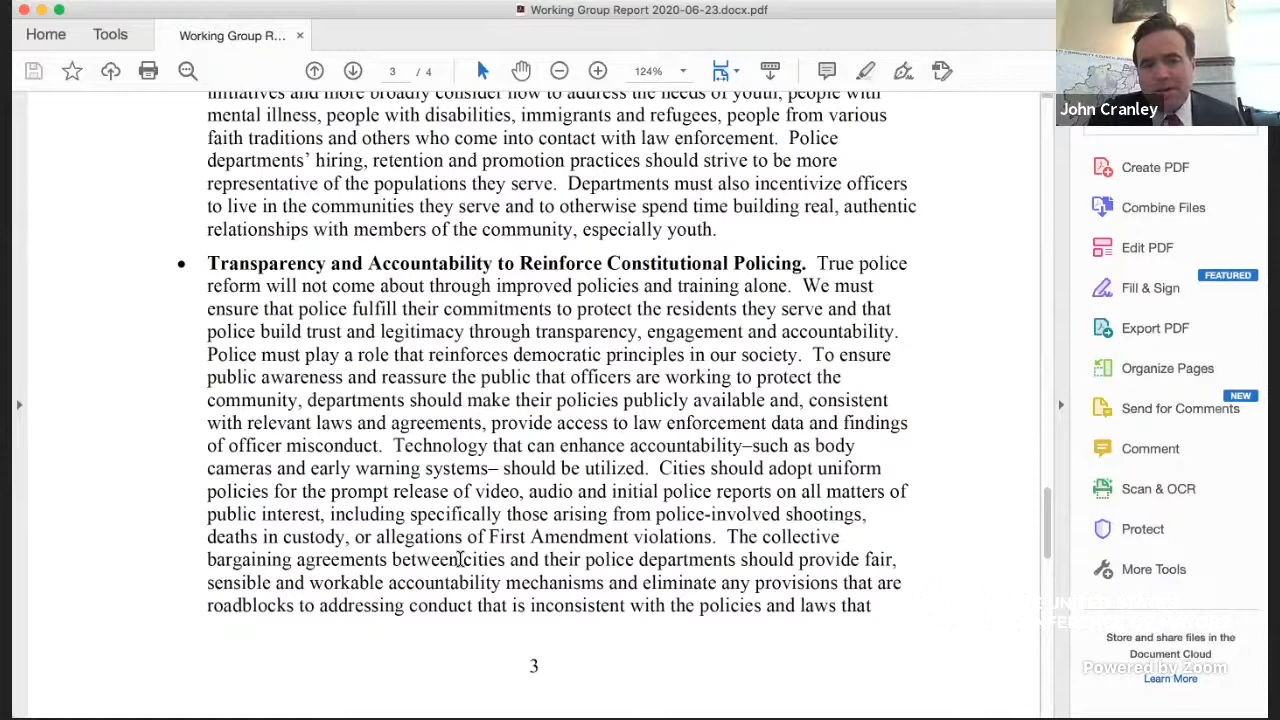 Working Group Report 2020-06-23.docx.pdf
Home
Tools
Working Group R...
3 / 4
124%
John Cranley
initiatives and more broadly consider how to address the needs of youth, people with
mental illness, people with disabilities, immigrants and refugees, people from various
faith traditions and others who come into contact with law enforcement. Police
departments’ hiring, retention and promotion practices should strive to be more
representative of the populations they serve. Departments must also incentivize officers
to live in the communities they serve and to otherwise spend time building real, authentic
relationships with members of the community, especially youth.
• Transparency and Accountability to Reinforce Constitutional Policing. True police
reform will not come about through improved policies and training alone. We must
ensure that police fulfill their commitments to protect the residents they serve and that
police build trust and legitimacy through transparency, engagement and accountability.
Police must play a role that reinforces democratic principles in our society. To ensure
public awareness and reassure the public that officers are working to protect the
community, departments should make their policies publicly available and, consistent
with relevant laws and agreements, provide access to law enforcement data and findings
of officer misconduct. Technology that can enhance accountability–such as body
cameras and early warning systems– should be utilized. Cities should adopt uniform
policies for the prompt release of video, audio and initial police reports on all matters of
public interest, including specifically those arising from police-involved shootings,
deaths in custody, or allegations of First Amendment violations. The collective
bargaining agreements between cities and their police departments should provide fair,
sensible and workable accountability mechanisms and eliminate any provisions that are
roadblocks to addressing conduct that is inconsistent with the policies and laws that
3
Create PDF
Combine Files
Edit PDF
FEATURED
Fill & Sign
Export PDF
Organize Pages
NEW
Send for Comments
Comment
Scan & OCR
Protect
More Tools
UNITED STATES
Store and share files in the
Document Cloud
Powered by Zoom
Learn More